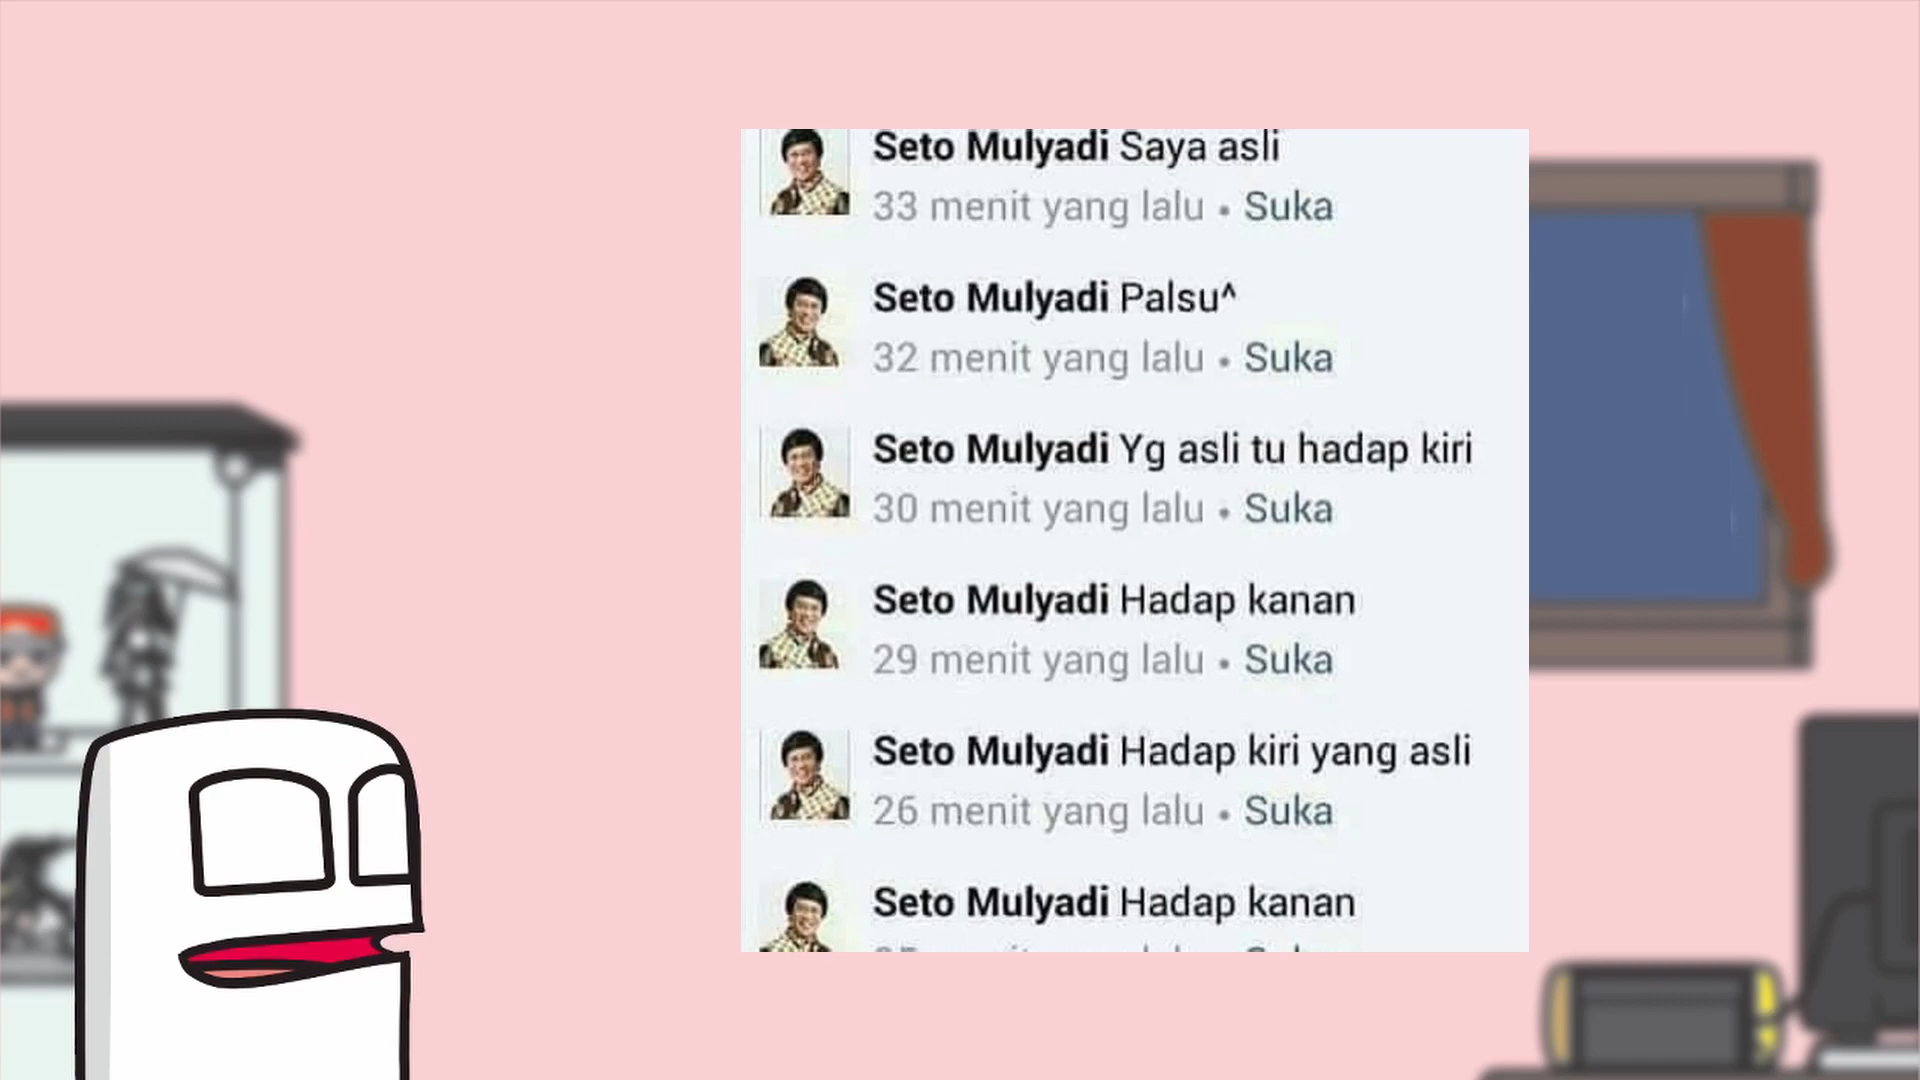 Seto Mulyadi Saya asli
33 menit yang lalu • Suka
Seto Mulyadi Palsu^
32 menit yang lalu • Suka
Seto Mulyadi Yg asli tu hadap kiri
30 menit yang lalu • Suka
Seto Mulyadi Hadap kanan
29 menit yang lalu • Suka
Seto Mulyadi Hadap kiri yang asli
26 menit yang lalu • Suka
Seto Mulyadi Hadap kanan